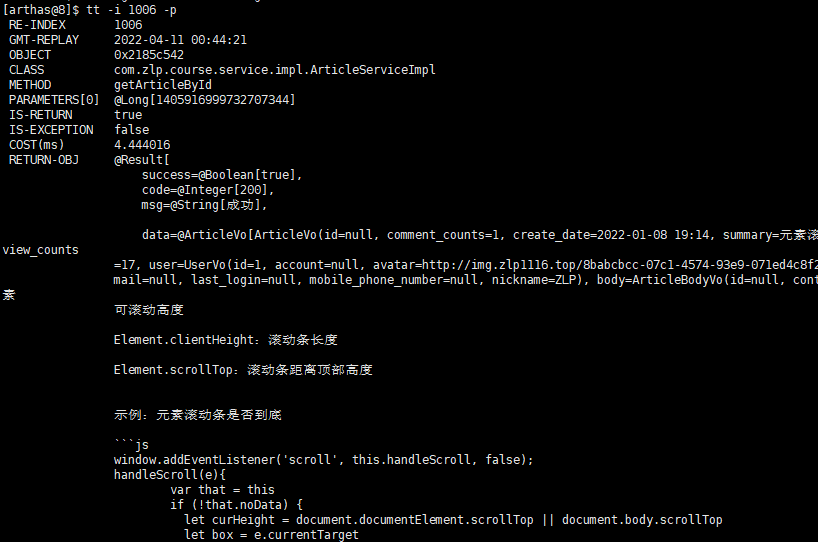 [arthas@8]$ tt -i 1006 -p
RE-INDEX 1006
GMT-REPLAY 2022-04-11 00:44:21
OBJECT 0x2185c542
CLASS com.zlp.course.service.impl.ArticleServiceImpl
METHOD getArticleById
PARAMETERS[0] @Long[1405916999732707344]
IS-RETURN true
IS-EXCEPTION false
COST(ms) 4.444016
RETURN-OBJ @Result[
success=@Boolean[true],
code=@Integer[200],
msg=@String[成功],
data=@ArticleVo[ArticleVo(id=null, comment_counts=1, create_date=2022-01-08 19:14, summary=元素滚
view_counts
=17, user=UserVo(id=1, account=null, avatar=http://img.zlp1116.top/8babcbcc-07c1-4574-93e9-071ed4c8f2
mail=null, last_login=null, mobile_phone_number=null, nickname=ZLP), body=ArticleBodyVo(id=null, cont
素
可滚动高度
Element.clientHeight：滚动条长度
Element.scrollTop：滚动条距离顶部高度
示例：元素滚动条是否到底
```js
window.addEventListener('scroll', this.handleScroll, false);
handleScroll(e){
var that = this
if (!that.noData) {
let curHeight = document.documentElement.scrollTop || document.body.scrollTop
let box = e.currentTarget